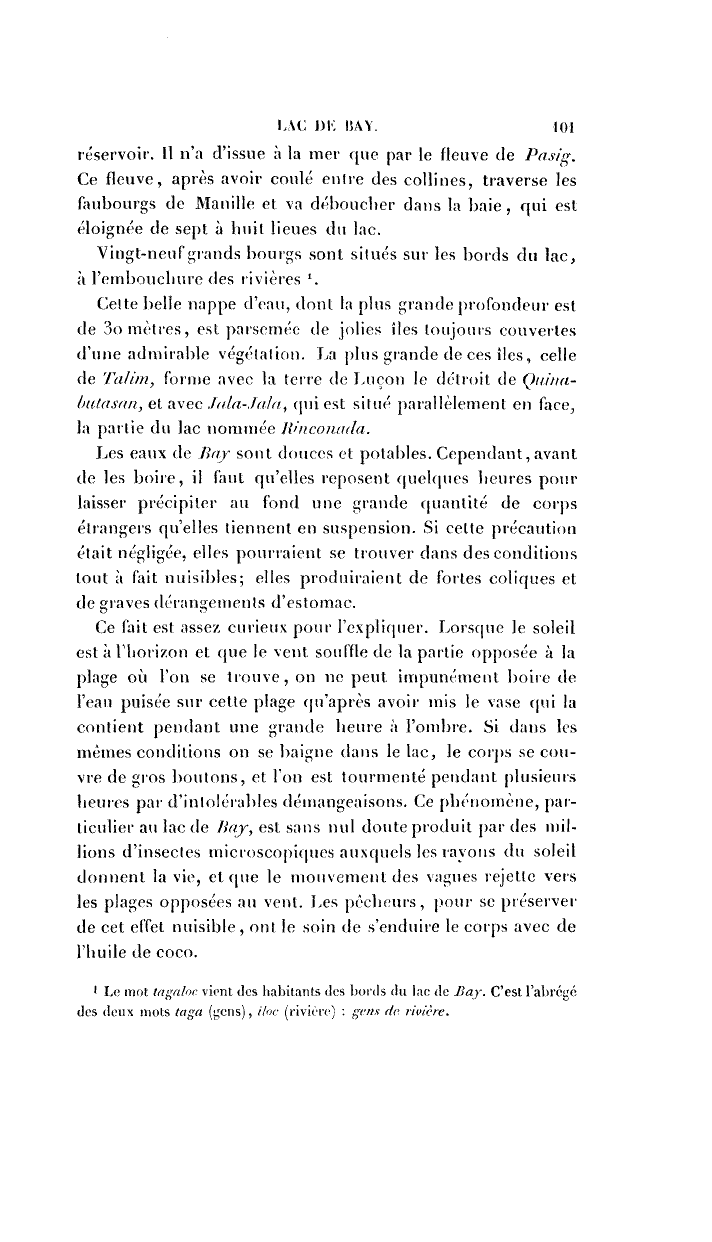 LAC DE BAY. 101
réservoir. Il n'a d'issue à la mer que par le fleuve de Pasig.
Ce fleuve, après avoir coulé entre des collines, traverse les
faubourgs de Manille et va déboucher dans la baie, qui est
éloignée de sept à huit lieues du lac.
Vingt-neuf grands bourgs sont situés sur les bords du lac,
à l'embouchure des rivières ¹.
Cette belle nappe d'eau, dont la plus grande profondeur est
de 30 mètres, est parsemée de jolies îles toujours couvertes
d'une admirable végétation. La plus grande de ces îles, celle
de Talim, forme avec la terre de Luçon le détroit de Quina-
butasan, et avec Jala-Jala, qui est situé parallèlement en face,
la partie du lac nommée Rinconada.
Les eaux de Bay sont douces et potables. Cependant, avant
de les boire, il faut qu'elles reposent quelques heures pour
laisser précipiter au fond une grande quantité de corps
étrangers qu'elles tiennent en suspension. Si cette précaution
était négligée, elles pourraient se trouver dans des conditions
tout à fait nuisibles; elles produiraient de fortes coliques et
de graves dérangements d'estomac.
Ce fait est assez curieux pour l'expliquer. Lorsque le soleil
est à l'horizon et que le vent souffle de la partie opposée à la
plage où l'on se trouve, on ne peut impunément boire de
l'eau puisée sur cette plage qu'après avoir mis le vase qui la
contient pendant une grande heure à l'ombre. Si dans les
mêmes conditions on se baigne dans le lac, le corps se cou-
vre de gros boutons, et l'on est tourmenté pendant plusieurs
heures par d'intolérables démangeaisons. Ce phénomène, par-
ticulier au lac de Bay, est sans nul doute produit par des mil-
lions d'insectes microscopiques auxquels les rayons du soleil
donnent la vie, et que le mouvement des vagues rejette vers
les plages opposées au vent. Les pêcheurs, pour se préserver
de cet effet nuisible, ont le soin de s'enduire le corps avec de
l'huile de coco.
¹ Le mot tagaloc vient des habitants des bords du lac de Bay. C'est l'abrégé
des deux mots taga (gens), iloc (rivière) : gens de rivière.